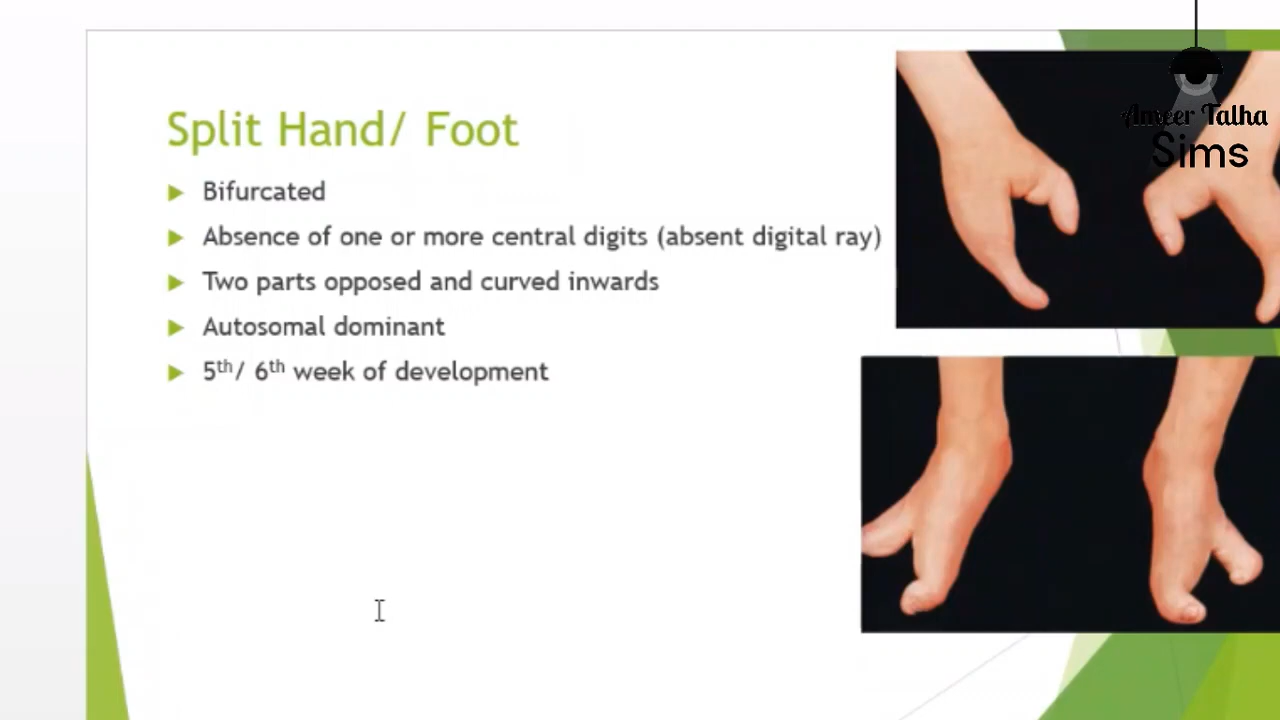 Split Hand/ Foot
Bifurcated
Absence of one or more central digits (absent digital ray)
Two parts opposed and curved inwards
Autosomal dominant
5th/ 6th week of development
Ameer Talha
Sims